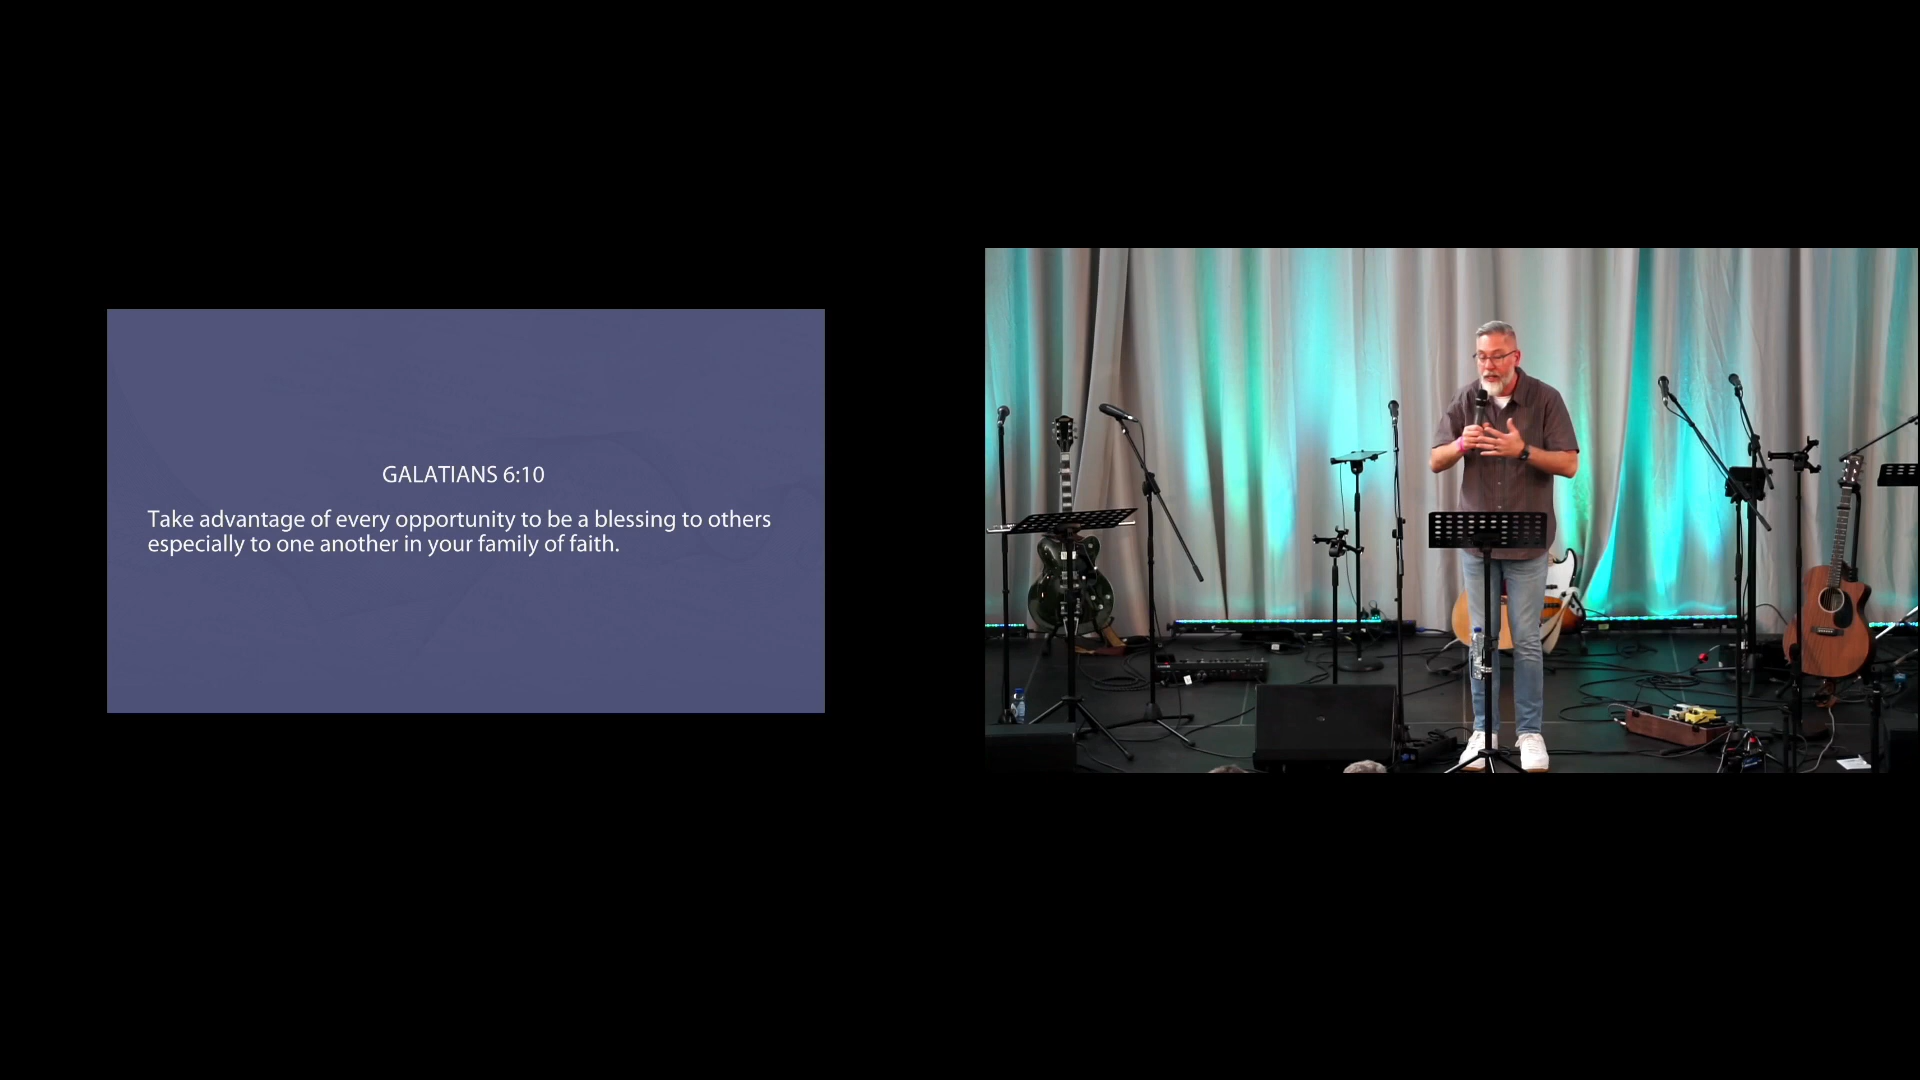 GALATIANS 6:10
Take advantage of every opportunity to be a blessing to others
especially to one another in your family of faith.